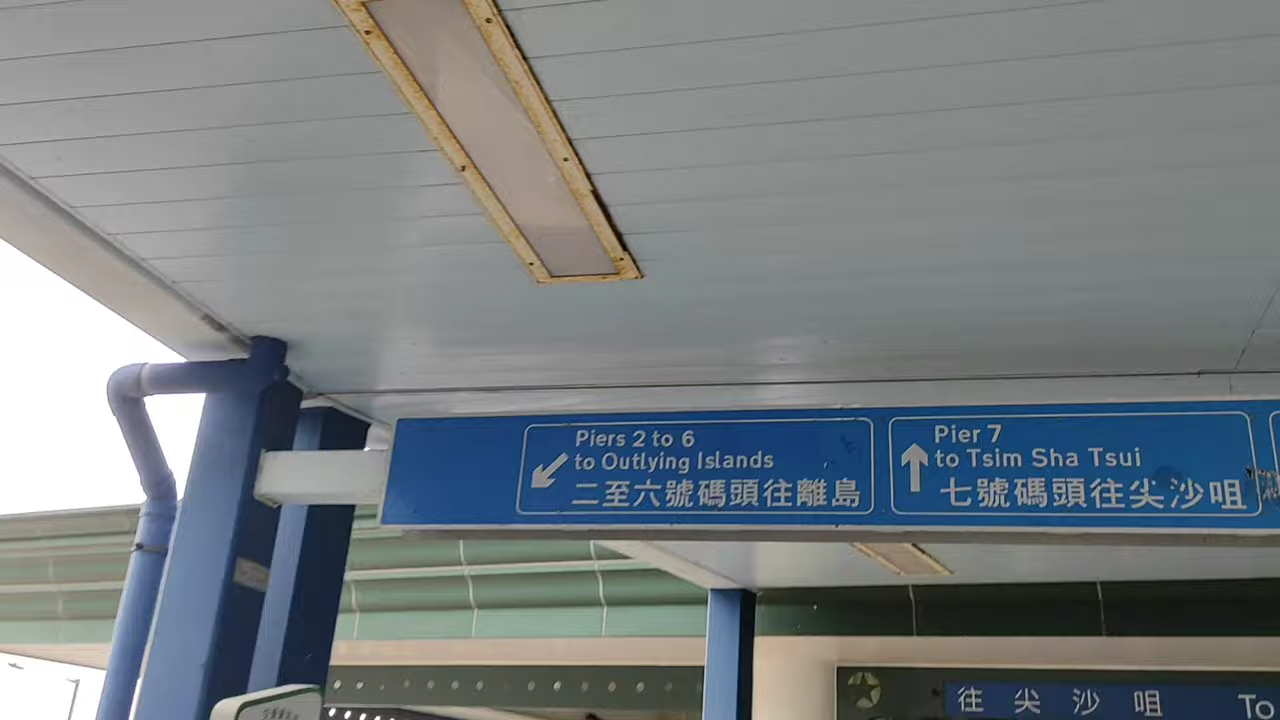 Piers 2 to 6
to Outlying Islands
二至六號碼頭往離島
Pier 7
to Tsim Sha Tsui
七號碼頭往尖沙咀
往尖沙咀
To